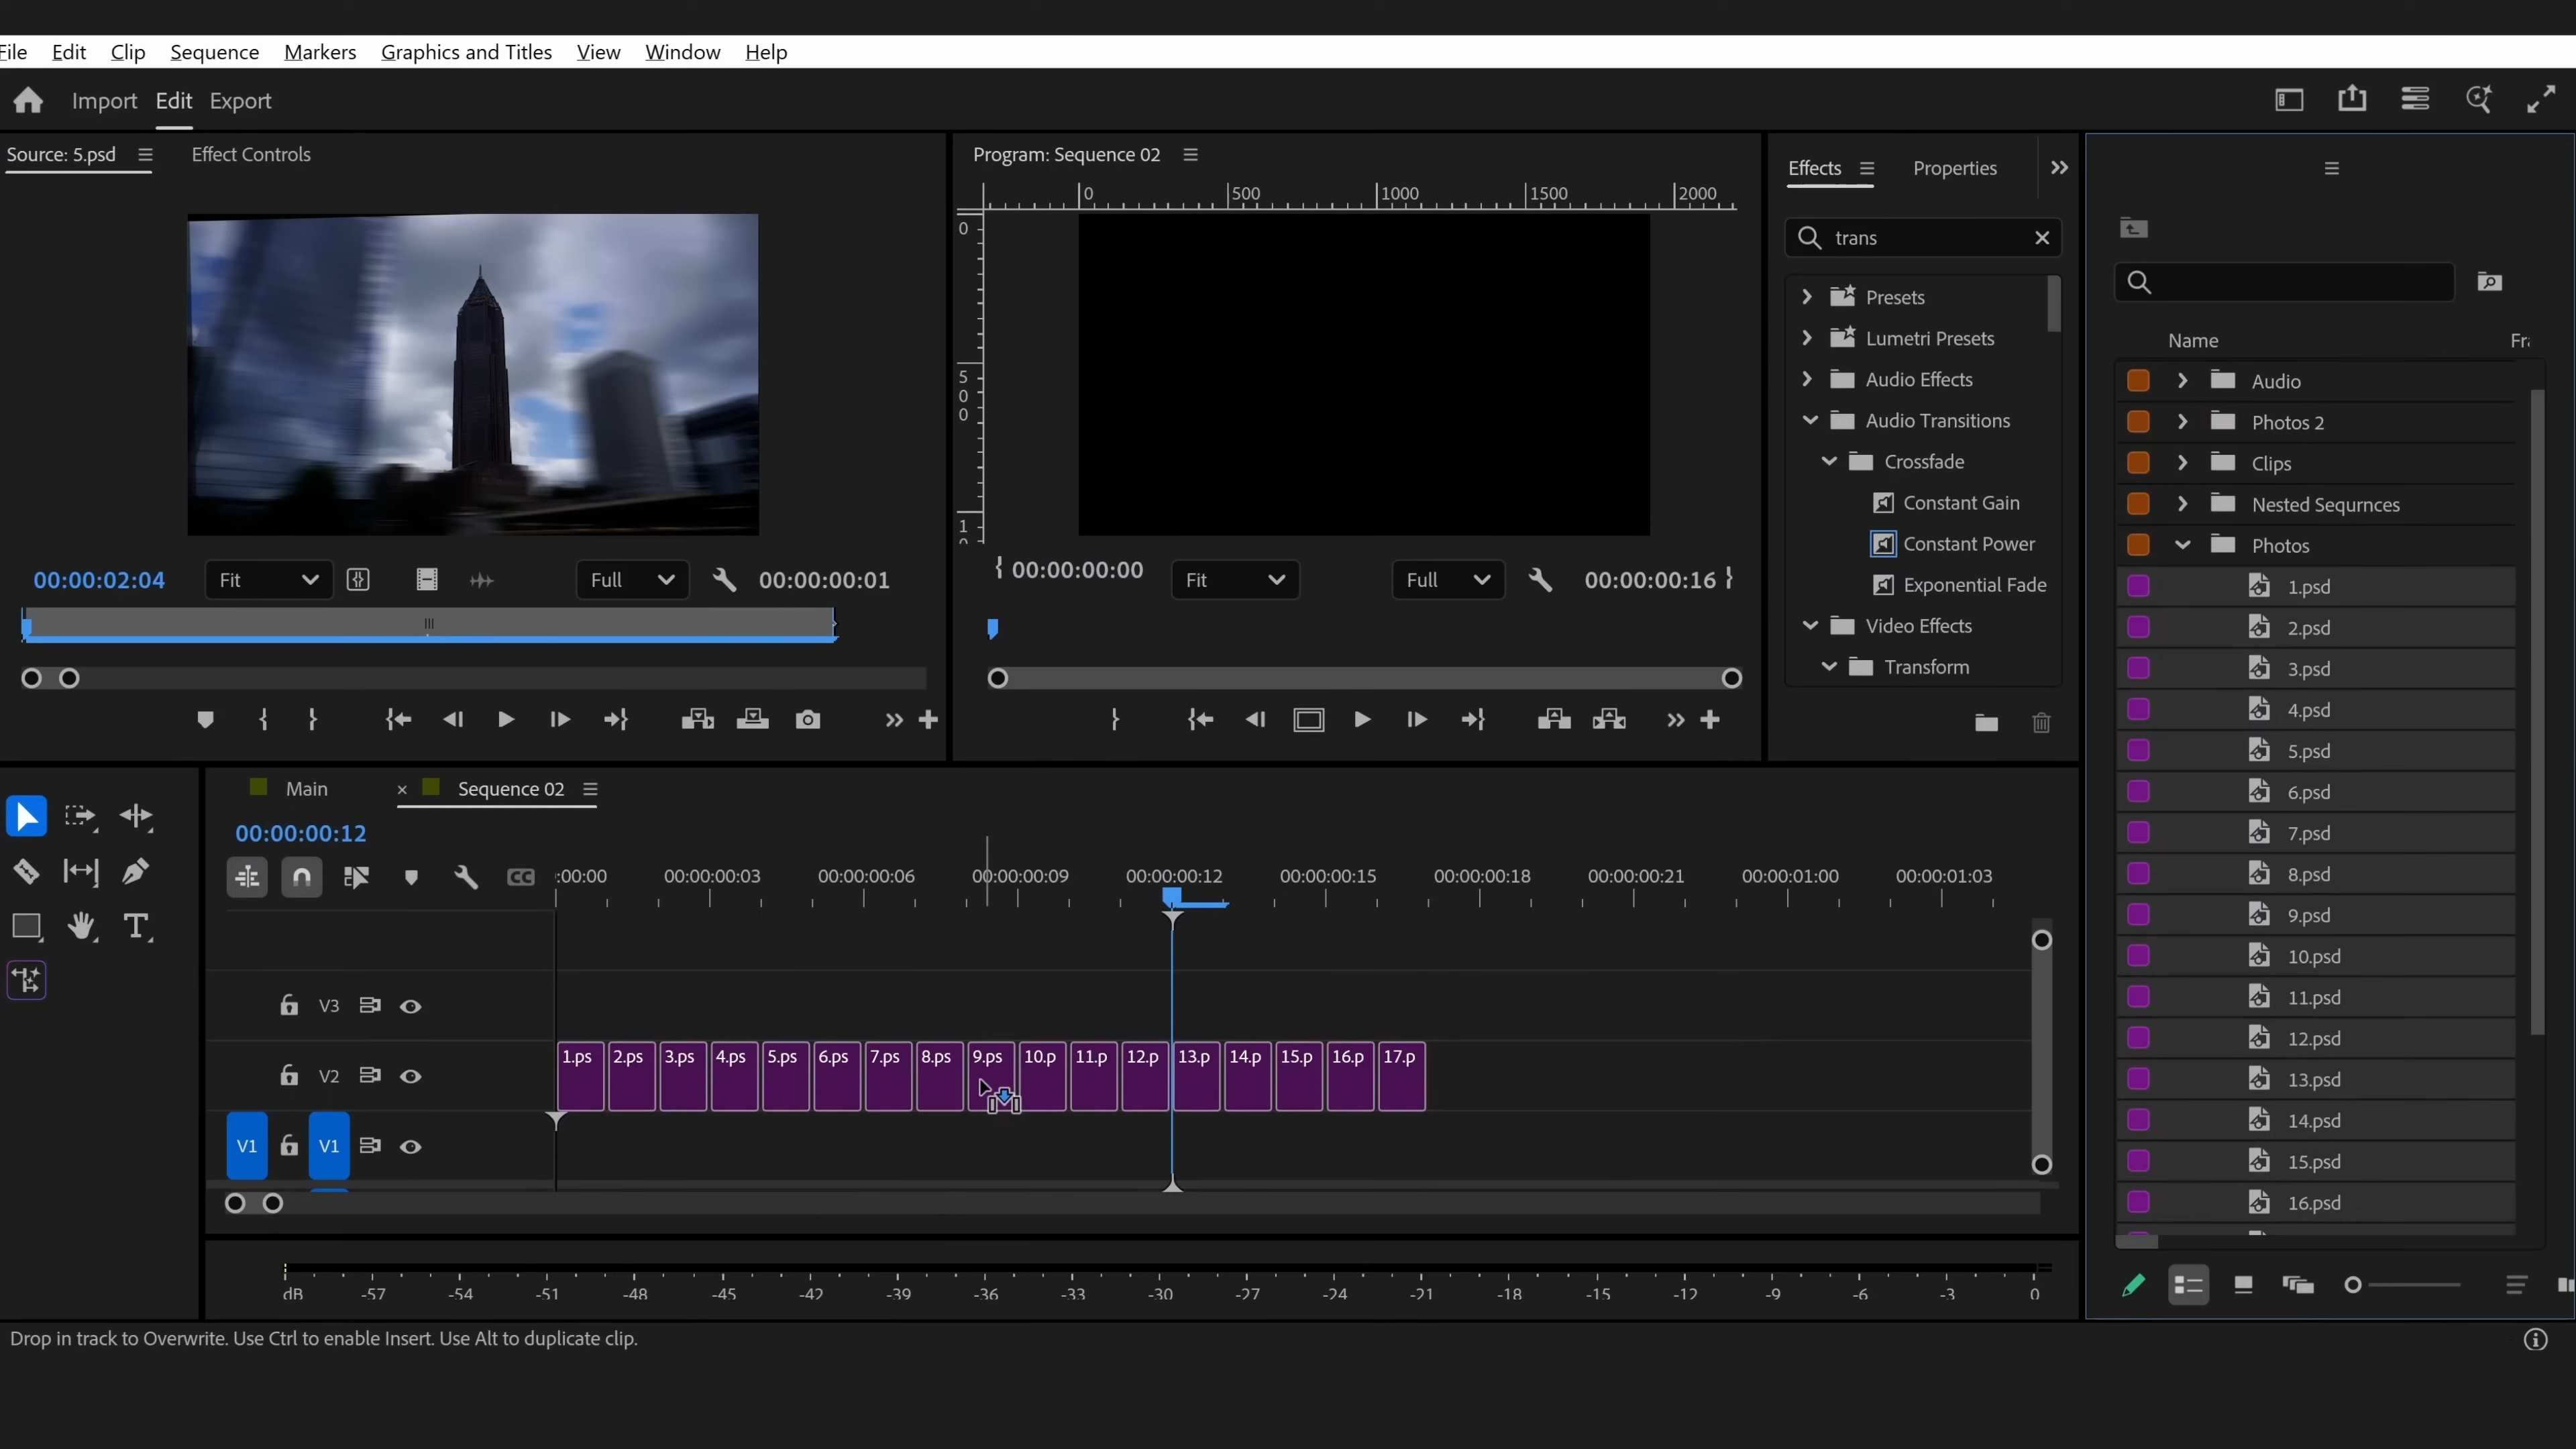 File Edit Clip Sequence Markers Graphics and Titles View Window Help
Import Edit Export
Source: 5.psd Effect Controls
00:00:02:04 Fit Full 00:00:00:01
Program: Sequence 02
0 500 1000 1500 2000
0
5
0
0
1
00:00:00:00 Fit Full 00:00:00:16
Effects Properties
trans
Presets
Lumetri Presets
Audio Effects
Audio Transitions
Crossfade
Constant Gain
Constant Power
Exponential Fade
Video Effects
Transform
Name
Audio
Photos 2
Clips
Nested Sequrnces
Photos
1.psd
2.psd
3.psd
4.psd
5.psd
6.psd
7.psd
8.psd
9.psd
10.psd
11.psd
12.psd
13.psd
14.psd
15.psd
16.psd
Main × Sequence 02
00:00:00:12
CC :00:00 00:00:00:03 00:00:00:06 00:00:00:09 00:00:00:12 00:00:00:15 00:00:00:18 00:00:00:21 00:00:01:00 00:00:01:03
V3
V2 1.ps 2.ps 3.ps 4.ps 5.ps 6.ps 7.ps 8.ps 9.ps 10.p 11.p 12.p 13.p 14.p 15.p 16.p 17.p
V1 V1
dB -57 -54 -51 -48 -45 -42 -39 -36 -33 -30 -27 -24 -21 -18 -15 -12 -9 -6 -3 0
Drop in track to Overwrite. Use Ctrl to enable Insert. Use Alt to duplicate clip.